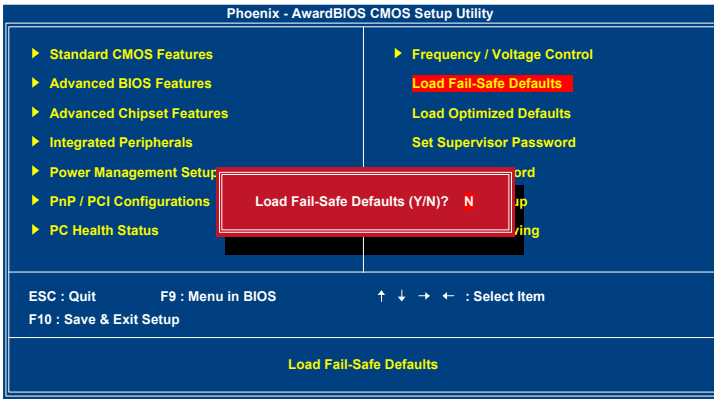 Phoenix - AwardBIOS CMOS Setup Utility
Standard CMOS Features
Advanced BIOS Features
Advanced Chipset Features
Integrated Peripherals
Power Management Setup
PnP / PCI Configurations
PC Health Status
Frequency / Voltage Control
Load Fail-Safe Defaults
Load Optimized Defaults
Set Supervisor Password
Load Fail-Safe Defaults (Y/N)? N
ESC : Quit F9 : Menu in BIOS ↑ ↓ → ← : Select Item
F10 : Save & Exit Setup
Load Fail-Safe Defaults